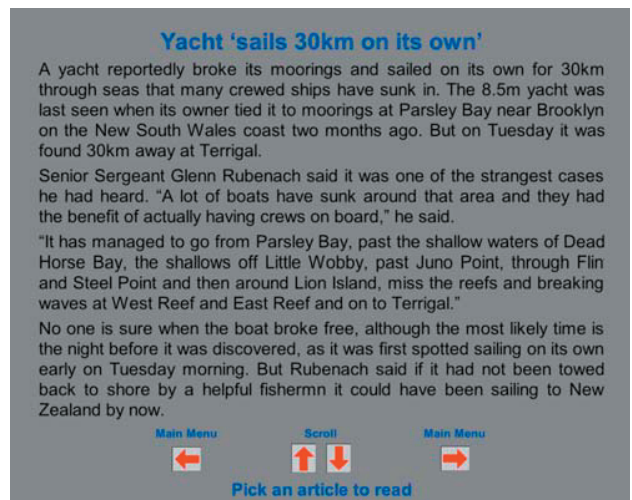 Yacht ‘sails 30km on its own’
A yacht reportedly broke its moorings and sailed on its own for 30km
through seas that many crewed ships have sunk in. The 8.5m yacht was
last seen when its owner tied it to moorings at Parsley Bay near Brooklyn
on the New South Wales coast two months ago. But on Tuesday it was
found 30km away at Terrigal.
Senior Sergeant Glenn Rubenach said it was one of the strangest cases
he had heard. “A lot of boats have sunk around that area and they had
the benefit of actually having crews on board,” he said.
“It has managed to go from Parsley Bay, past the shallow waters of Dead
Horse Bay, the shallows off Little Wobby, past Juno Point, through Flin
and Steel Point and then around Lion Island, miss the reefs and breaking
waves at West Reef and East Reef and on to Terrigal.”
No one is sure when the boat broke free, although the most likely time is
the night before it was discovered, as it was first spotted sailing on its own
early on Tuesday morning. But Rubenach said if it had not been towed
back to shore by a helpful fishermn it could have been sailing to New
Zealand by now.
Main Menu Scroll Main Menu
Pick an article to read